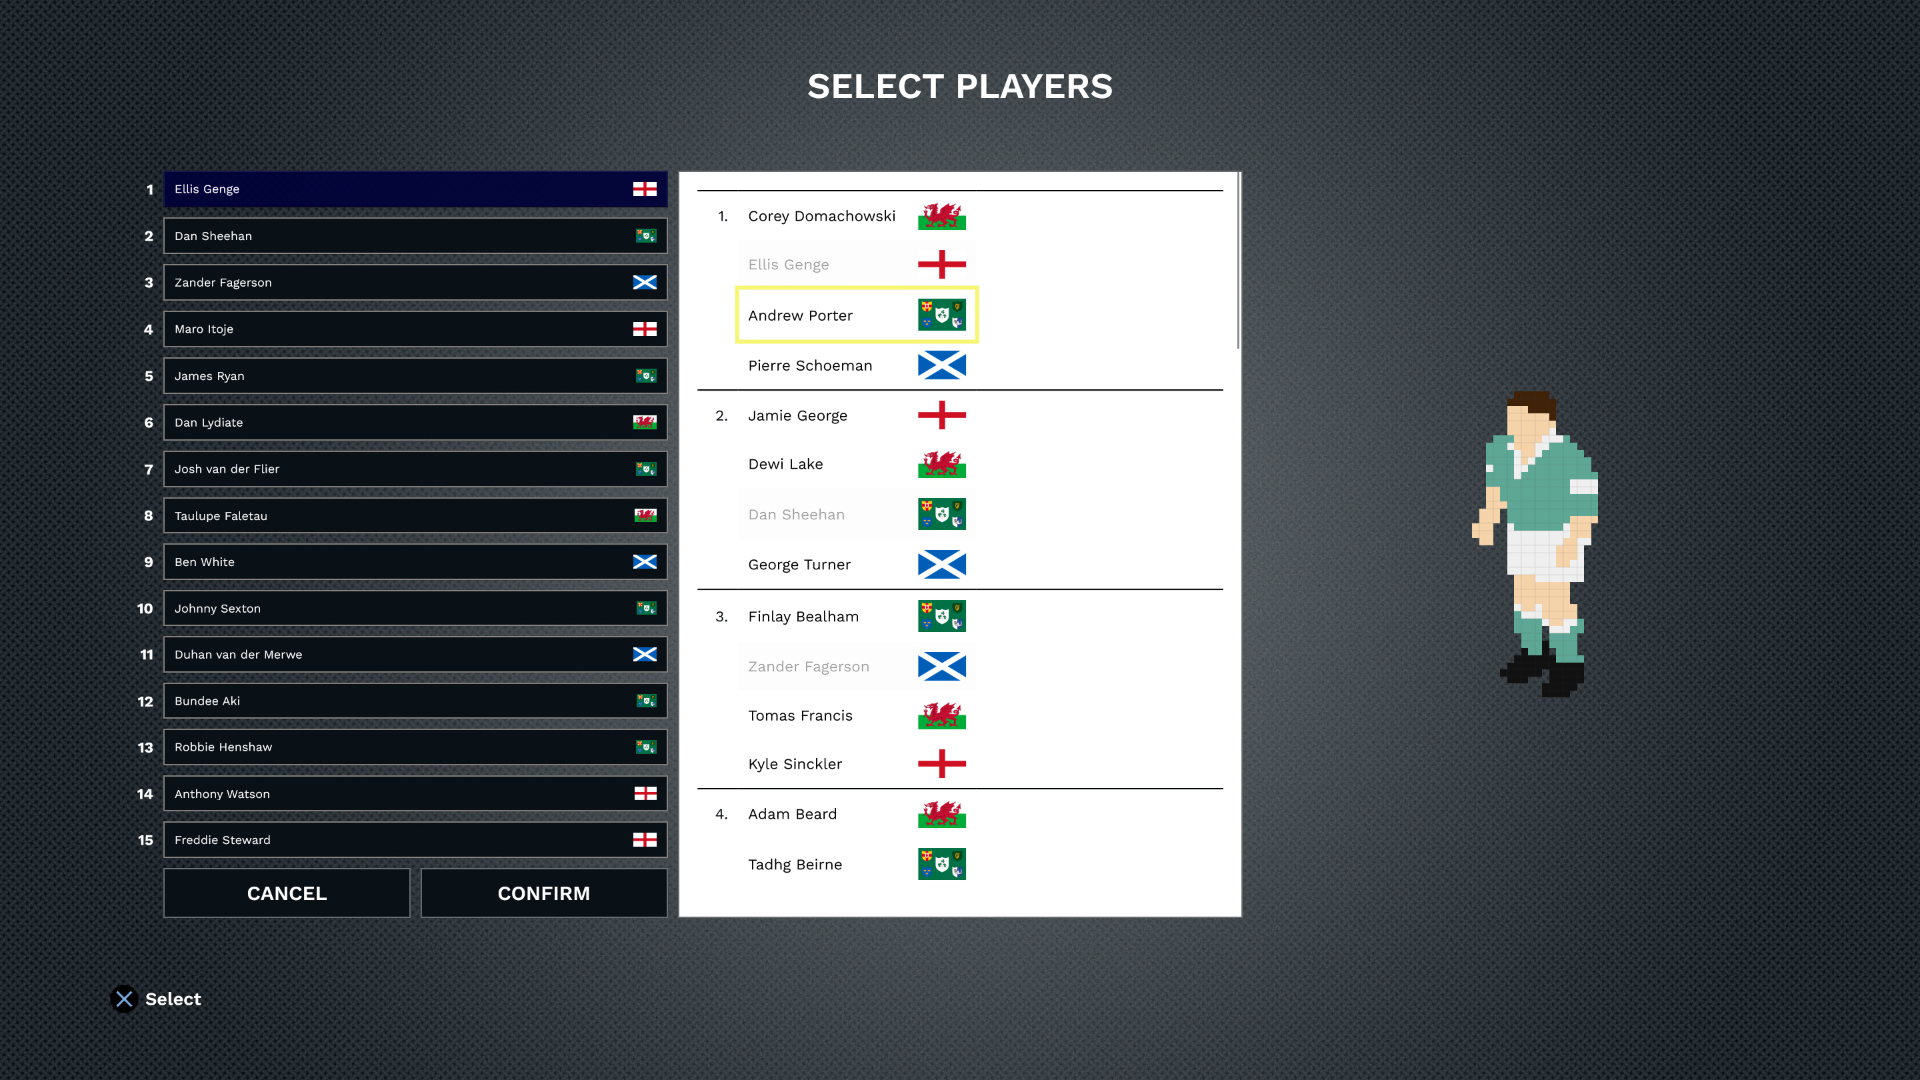 SELECT PLAYERS
1 Ellis Genge
2 Dan Sheehan
3 Zander Fagerson
4 Maro Itoje
5 James Ryan
6 Dan Lydiate
7 Josh van der Flier
8 Taulupe Faletau
9 Ben White
10 Johnny Sexton
11 Duhan van der Merwe
12 Bundee Aki
13 Robbie Henshaw
14 Anthony Watson
15 Freddie Steward
CANCEL CONFIRM
1. Corey Domachowski
Ellis Genge
Andrew Porter
Pierre Schoeman
2. Jamie George
Dewi Lake
Dan Sheehan
George Turner
3. Finlay Bealham
Zander Fagerson
Tomas Francis
Kyle Sinckler
4. Adam Beard
Tadhg Beirne
Select